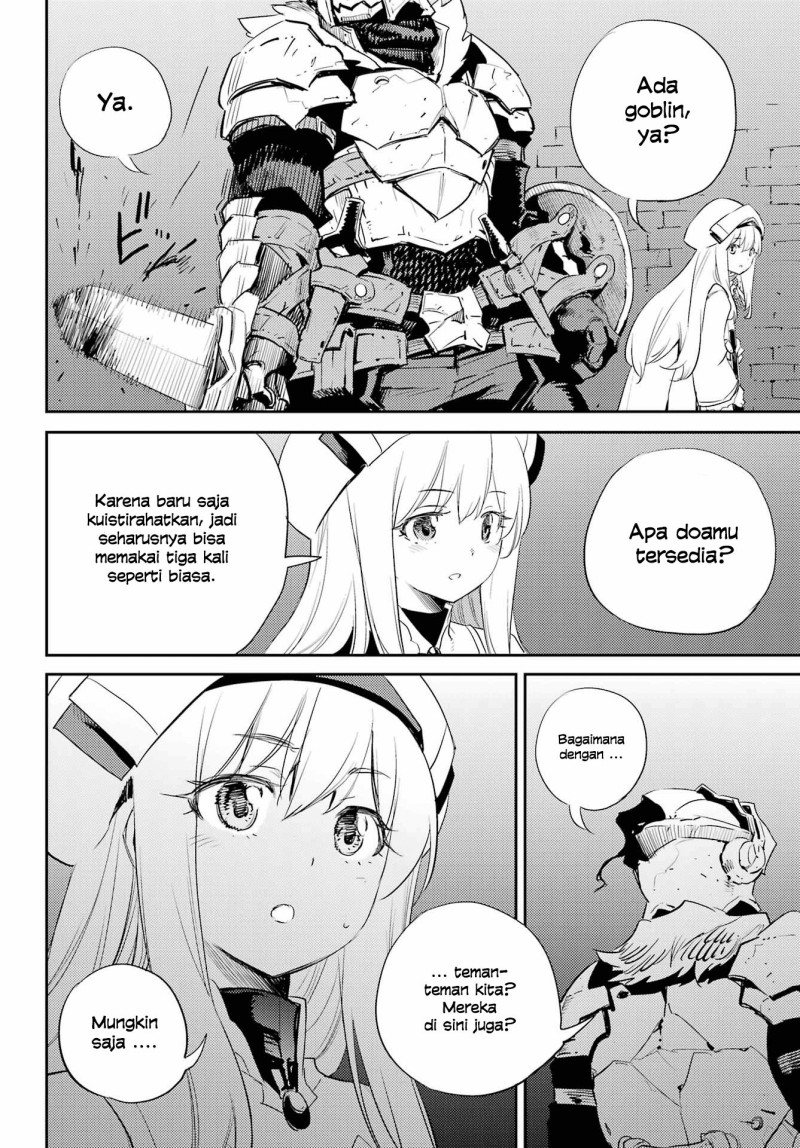 Ada
goblin,
ya?
Ya.
Apa doamu
tersedia?
Karena baru saja
kuistirahatkan, jadi
seharusnya bisa
memakai tiga kali
seperti biasa.
Bagaimana
dengan ...
... teman-
teman kita?
Mereka
di sini juga?
Mungkin
saja ....